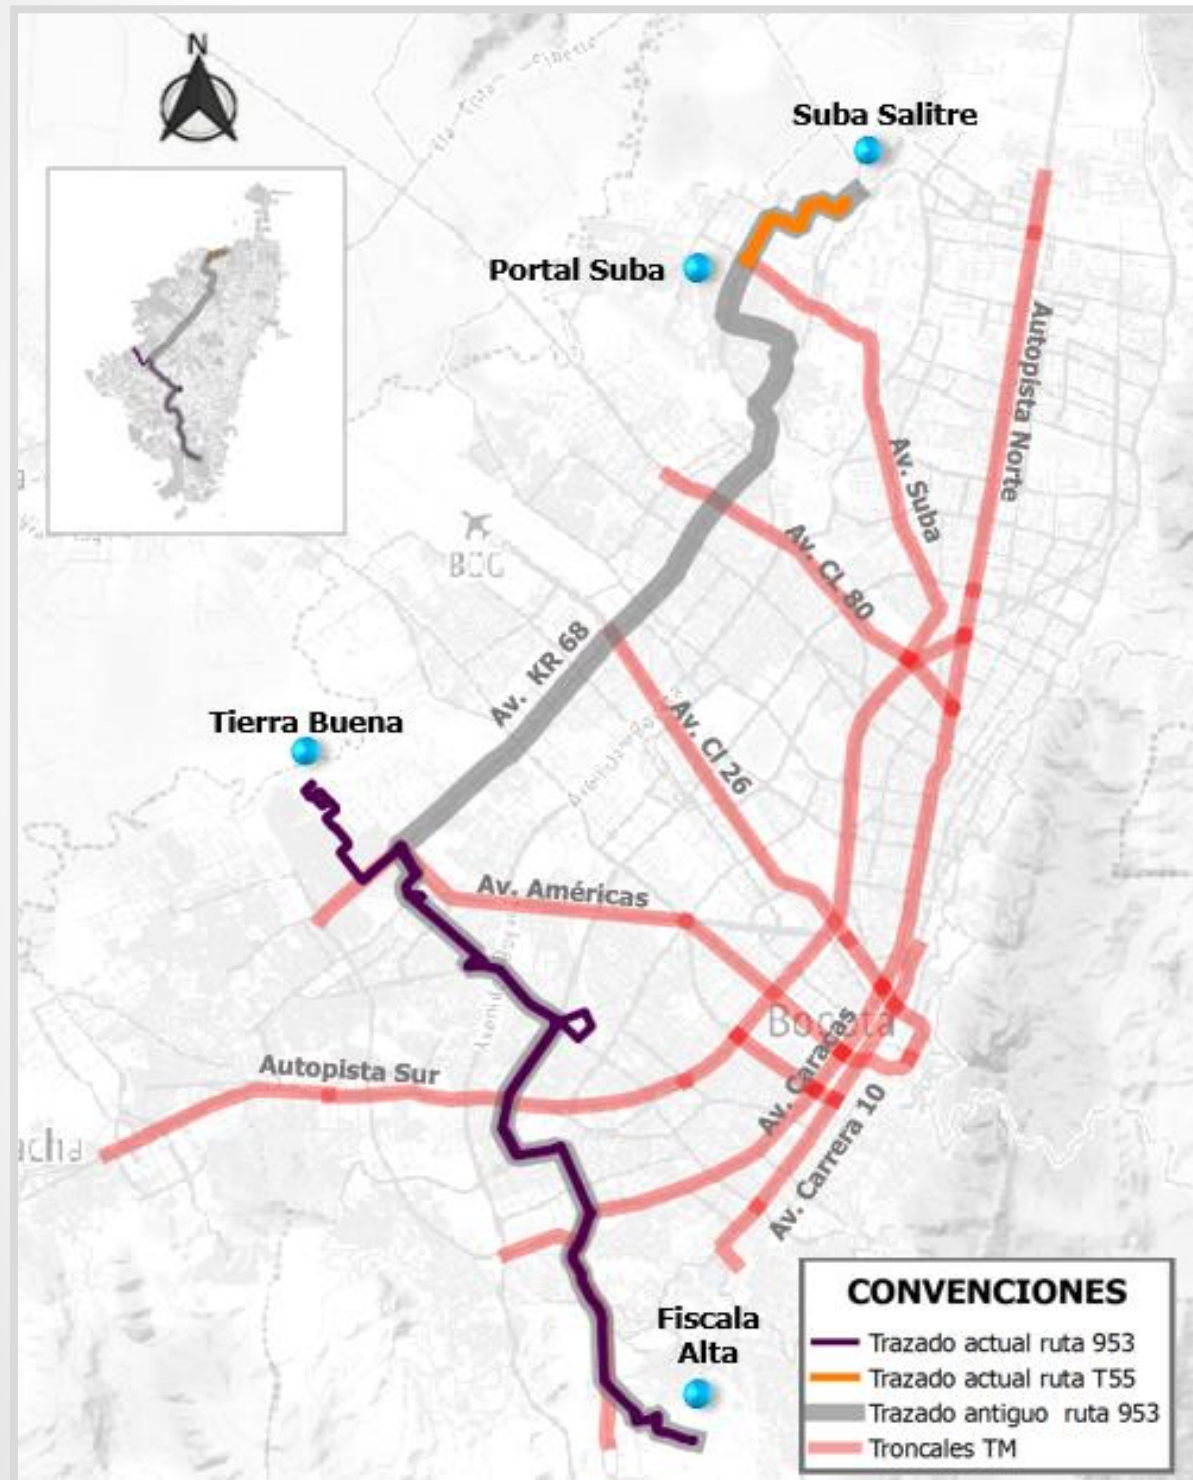 N
Suba Salitre
Portal Suba
Autopista Norte
Av. Suba
Av. CL 80
BOG
Av. KR 68
Av. Cl 26
Tierra Buena
Av. Américas
Bogota
Autopista Sur
Av. Caracas
acha
Av. Carrera 10
Fiscala
Alta
CONVENCIONES
Trazado actual ruta 953
Trazado actual ruta T55
Trazado antiguo ruta 953
Troncales TM